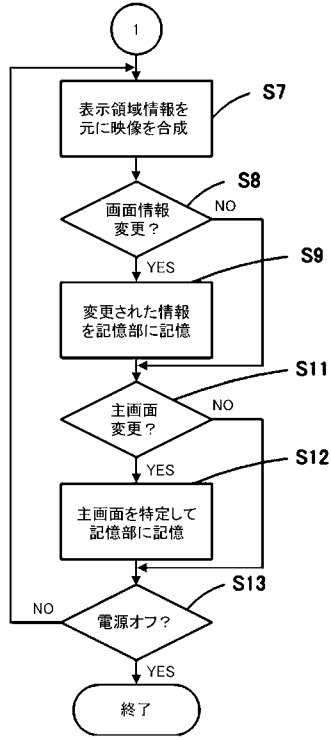 1
表示領域情報を
元に映像を合成
S7
画面情報
変更？
S8
NO
YES
変更された情報
を記憶部に記憶
S9
主画面
変更？
S11
NO
YES
主画面を特定して
記憶部に記憶
S12
電源オフ？
S13
NO
YES
終了